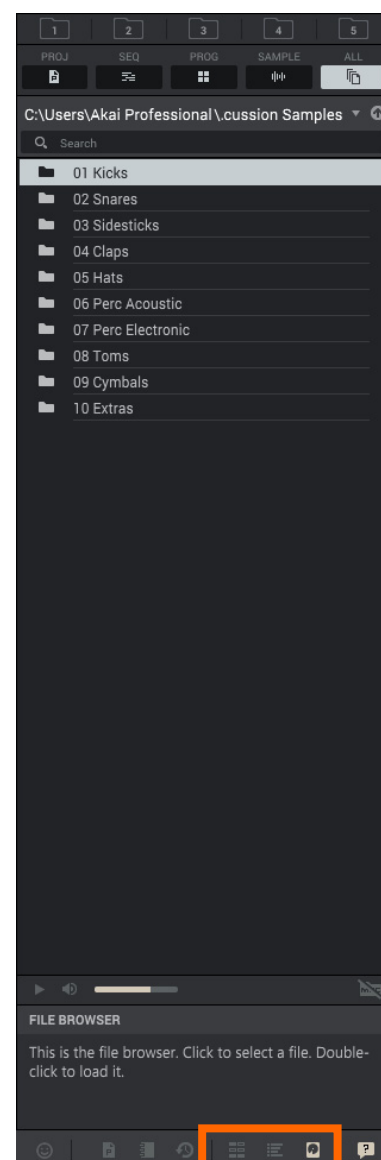 1 2 3 4 5
PROJ SEQ PROG SAMPLE ALL
C:\Users\Akai Professional\.cussion Samples
Search
01 Kicks
02 Snares
03 Sidesticks
04 Claps
05 Hats
06 Perc Acoustic
07 Perc Electronic
08 Toms
09 Cymbals
10 Extras
FILE BROWSER
This is the file browser. Click to select a file. Double-
click to load it.